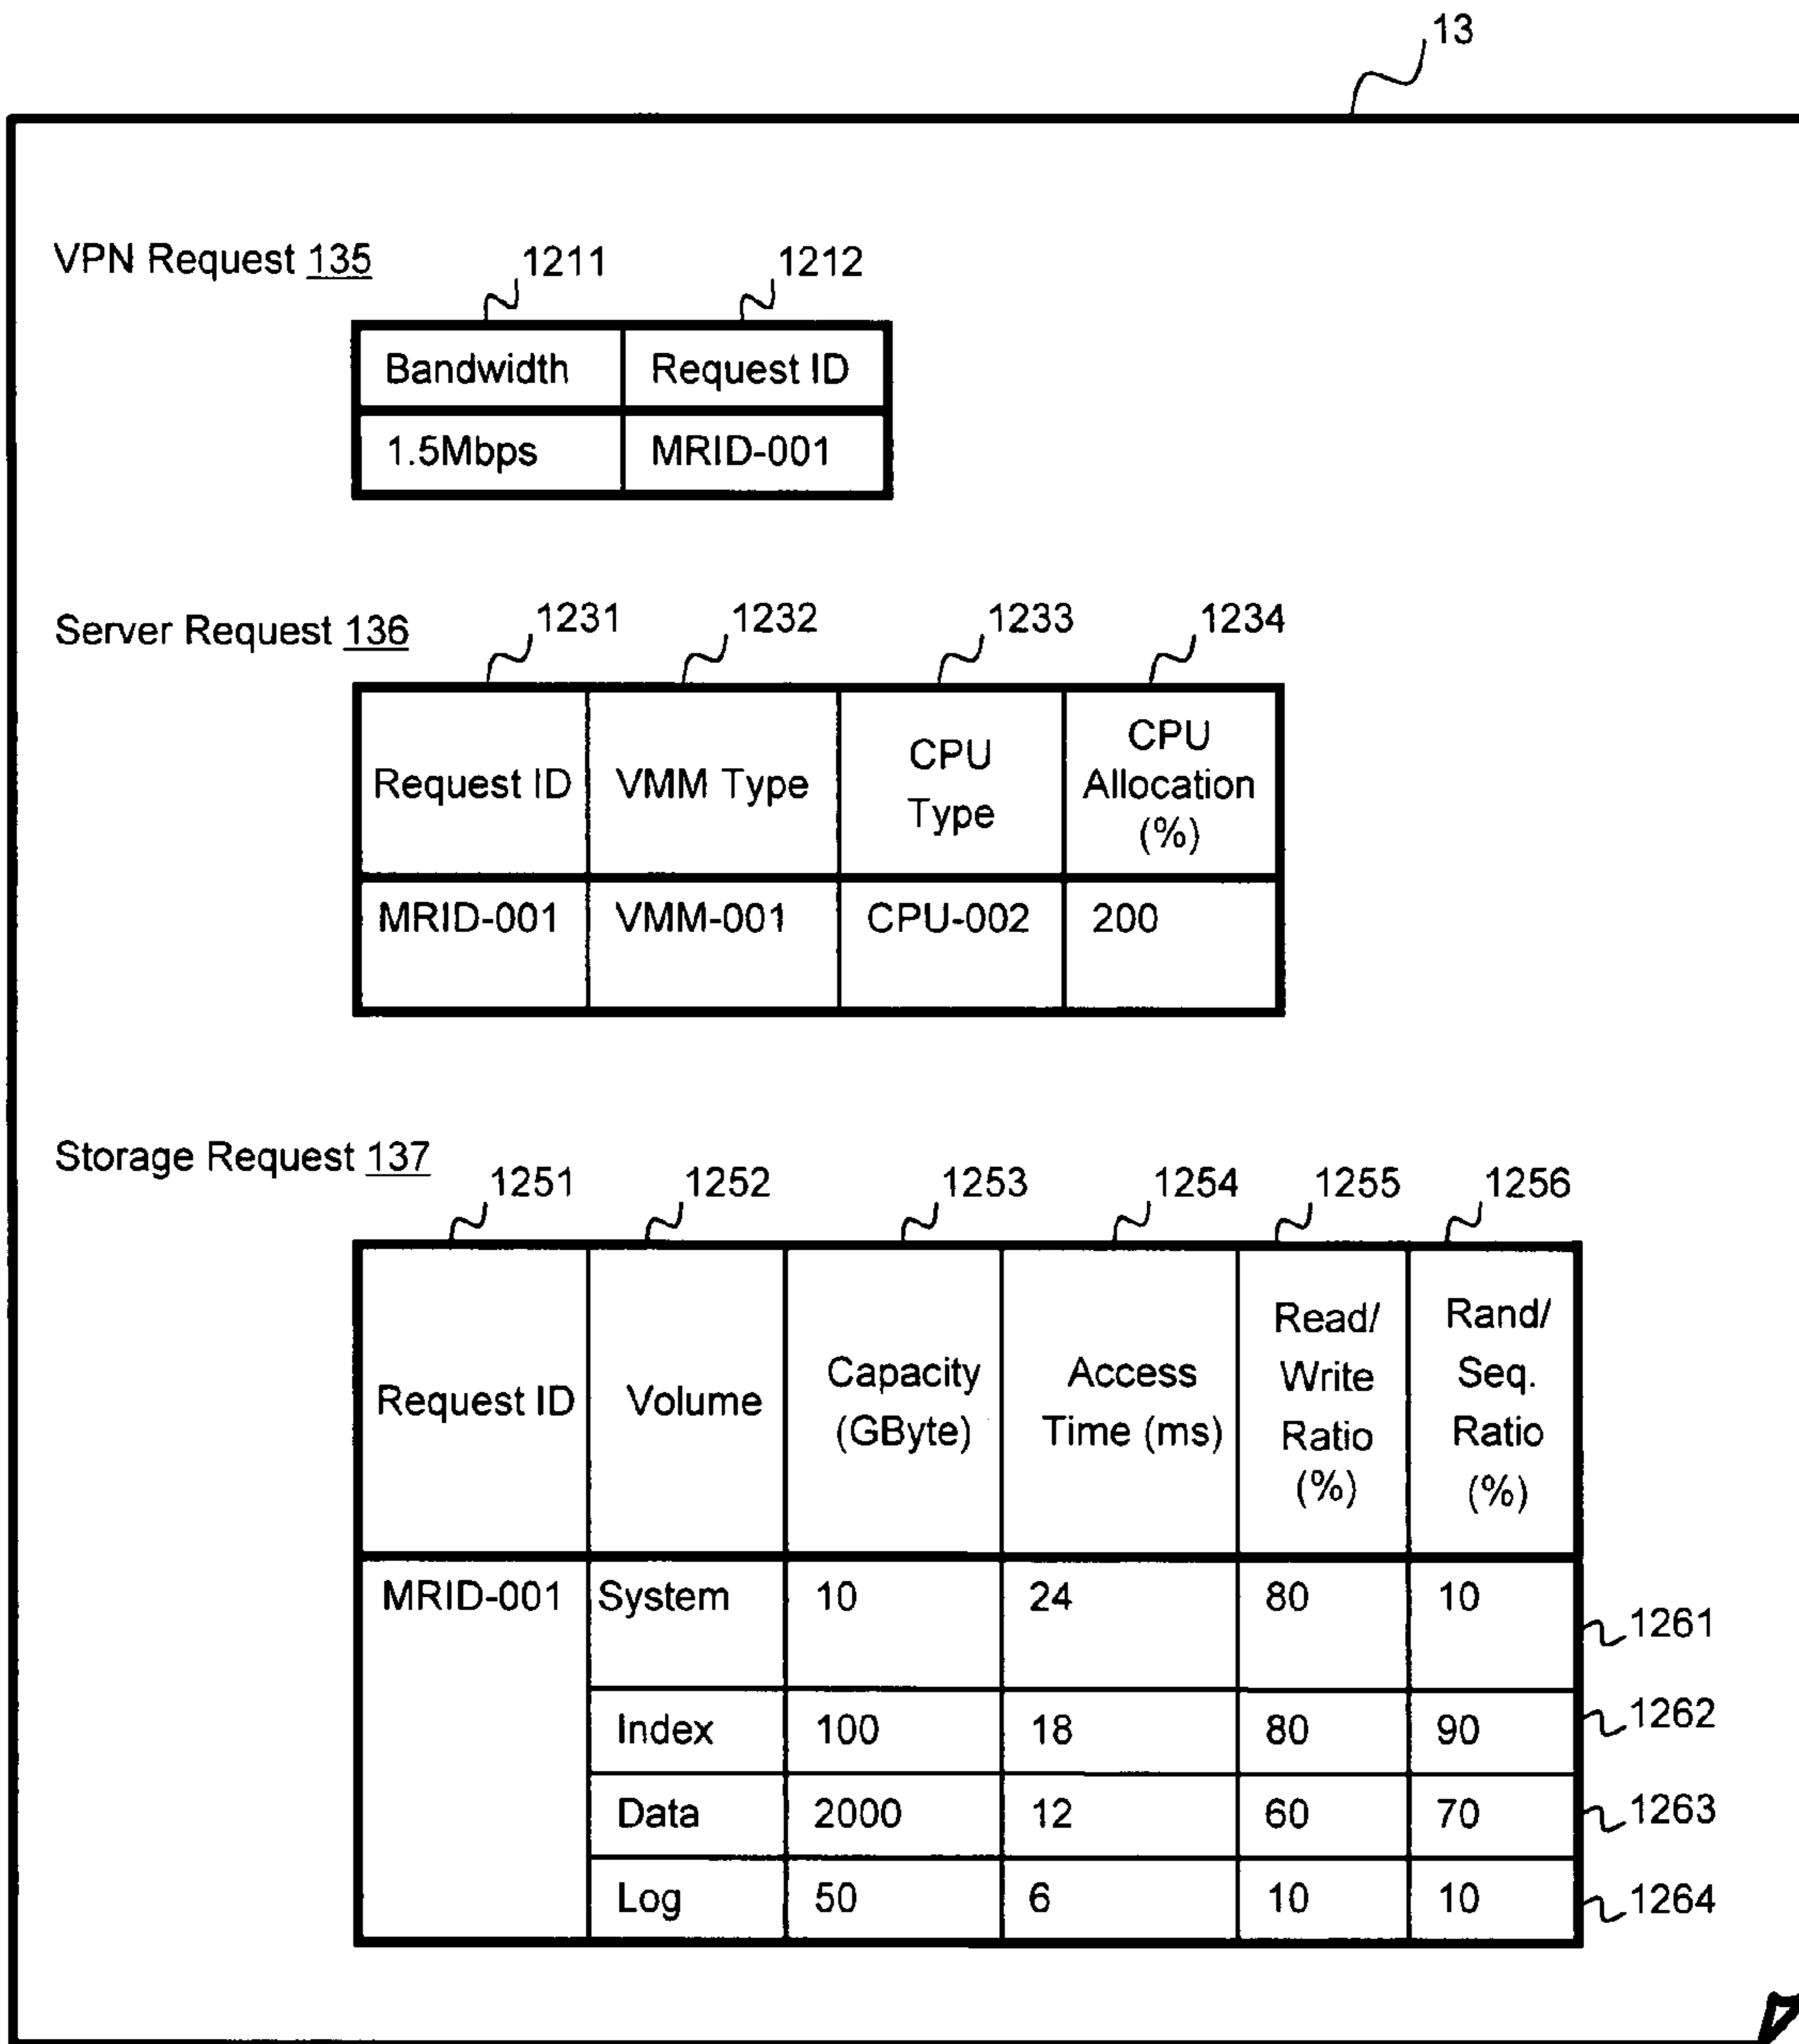 13
VPN Request 135
1211
1212
Bandwidth
Request ID
1.5Mbps
MRID-001
Server Request 136
1231
1232
1233
1234
Request ID
VMM Type
CPU
Type
CPU
Allocation
(%)
MRID-001
VMM-001
CPU-002
200
Storage Request 137
1251
1252
1253
1254
1255
1256
Request ID
Volume
Capacity
(GByte)
Access
Time (ms)
Read/
Write
Ratio
(%)
Rand/
Seq.
Ratio
(%)
MRID-001
System
10
24
80
10
1261
Index
100
18
80
90
1262
Data
2000
12
60
70
1263
Log
50
6
10
10
1264